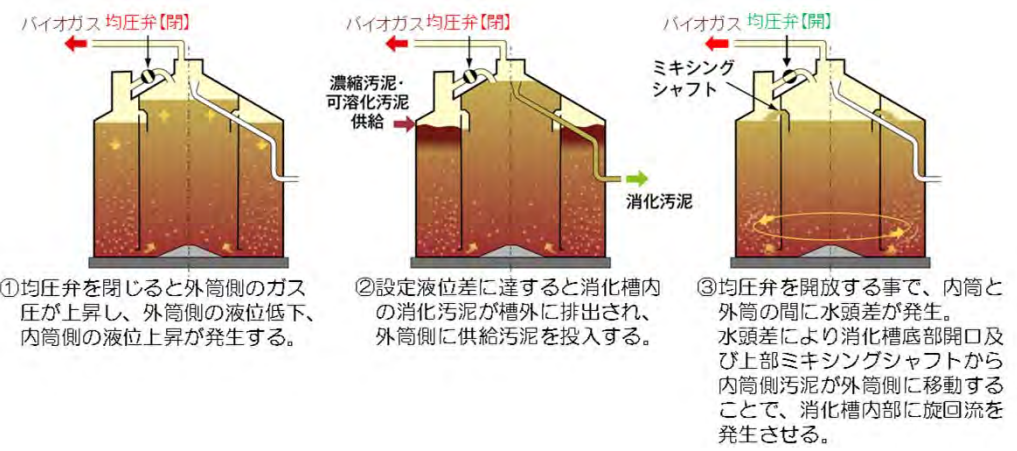 バイオガス 均圧弁【閉】
バイオガス 均圧弁【閉】
濃縮汚泥・
可溶化汚泥
供給
消化汚泥
バイオガス 均圧弁【開】
ミキシング
シャフト
①均圧弁を閉じると外筒側のガス
圧が上昇し、外筒側の液位低下、
内筒側の液位上昇が発生する。
②設定液位差に達すると消化槽内
の消化汚泥が槽外に排出され、
外筒側に供給汚泥を投入する。
③均圧弁を開放する事で、内筒と
外筒の間に水頭差が発生。
水頭差により消化槽底部開口及
び上部ミキシングシャフトから
内筒側汚泥が外筒側に移動する
ことで、消化槽内部に旋回流を
発生させる。